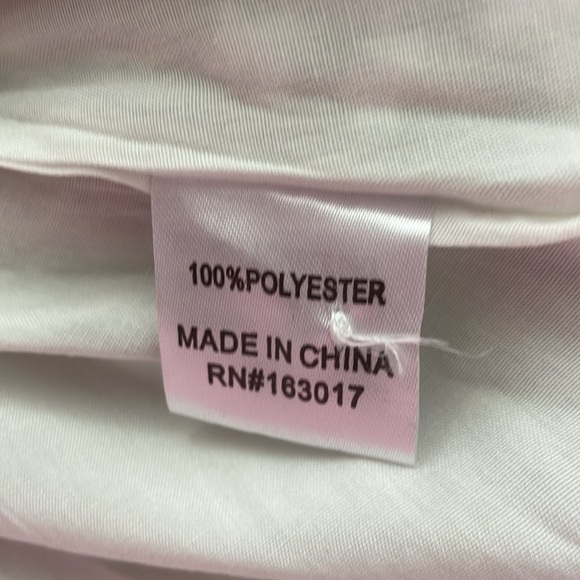 100%POLYESTER
MADE IN CHINA
RN#163017